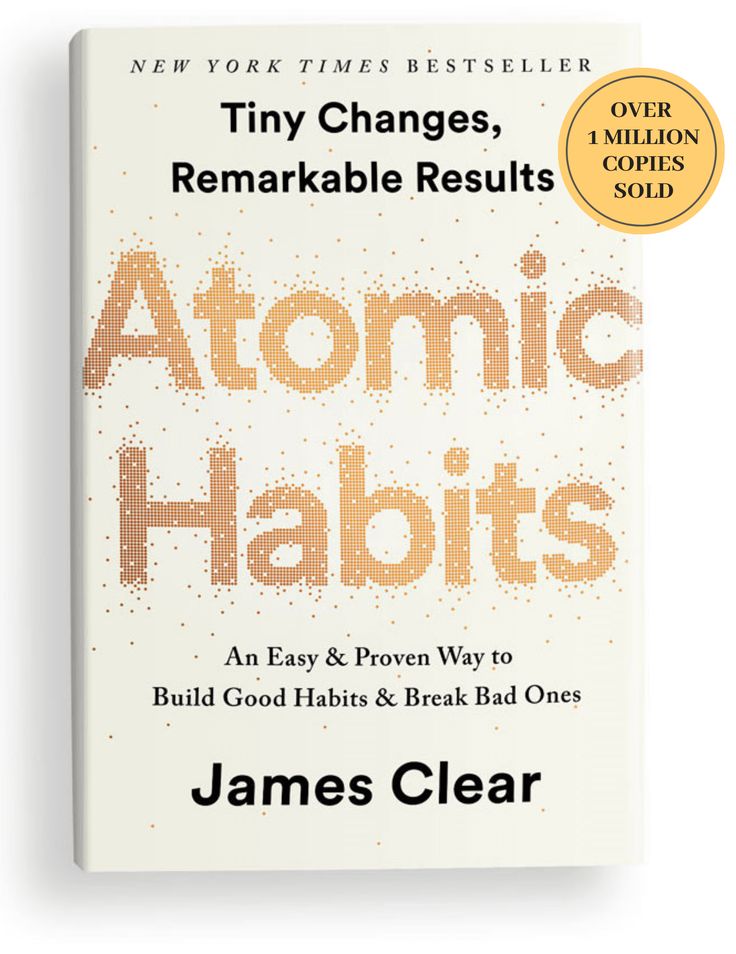 NEW YORK TIMES BESTSELLER
Tiny Changes,
Remarkable Results
OVER
1 MILLION
COPIES
SOLD
Atomic
Habits
An Easy & Proven Way to
Build Good Habits & Break Bad Ones
James Clear